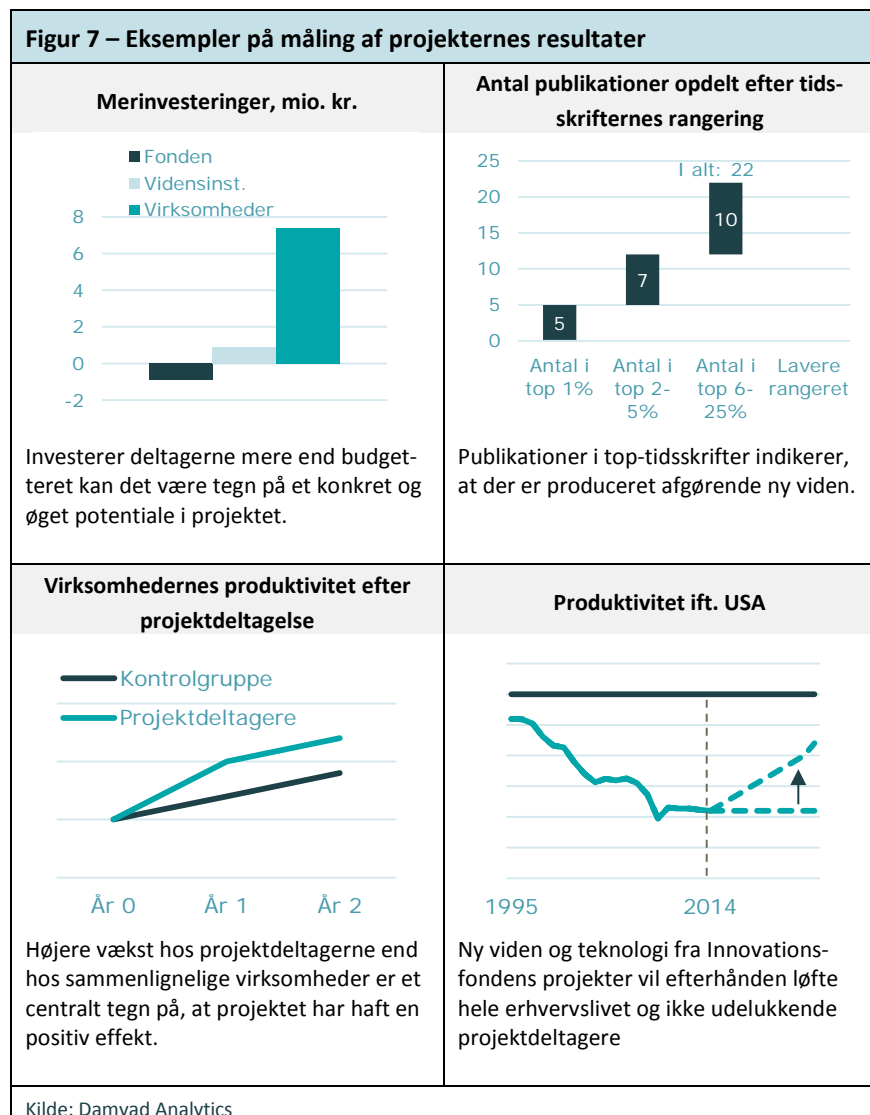 Figur 7 – Eksempler på måling af projekternes resultater
Merinvesteringer, mio. kr.
Fonden
Vidensinst.
Virksomheder
8
6
4
2
0
-2
Investerer deltagerne mere end budget-
teret kan det være tegn på et konkret og
øget potentiale i projektet.
Antal publikationer opdelt efter tids-
skrifternes rangering
25
20
15
10
5
0
I alt: 22
5
7
10
Antal i
top 1%
Antal i
top 2-
5%
Antal i
top 6-
25%
Lavere
rangeret
Publikationer i top-tidsskrifter indikerer,
at der er produceret afgørende ny viden.
Virksomhedernes produktivitet efter
projektdeltagelse
Kontrolgruppe
Projektdeltagere
År 0
År 1
År 2
Højere vækst hos projektdeltagerne end
hos sammenlignelige virksomheder er et
centralt tegn på, at projektet har haft en
positiv effekt.
Produktivitet ift. USA
1995
2014
Ny viden og teknologi fra Innovations-
fondens projekter vil efterhånden løfte
hele erhvervslivet og ikke udelukkende
projektdeltagere
Kilde: Damvad Analytics